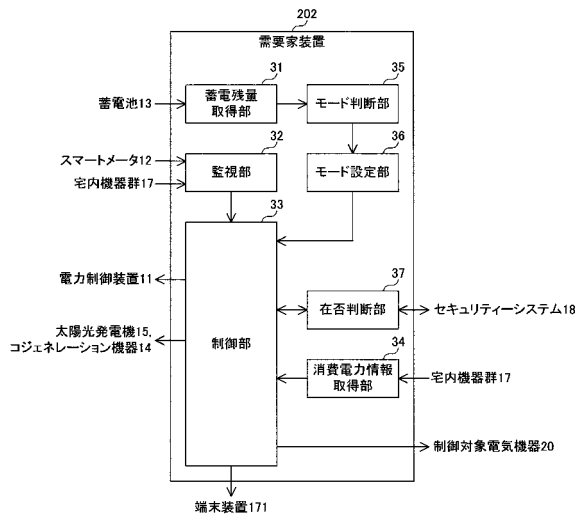 202
需要家装置
31
35
蓄電池13
蓄電残量
取得部
モード判断部
32
36
スマートメータ12
宅内機器群17
監視部
モード設定部
33
電力制御装置11
37
在否判断部
セキュリティーシステム18
太陽光発電機15,
コジェネレーション機器14
制御部
34
消費電力情報
取得部
宅内機器群17
制御対象電気機器20
端末装置171